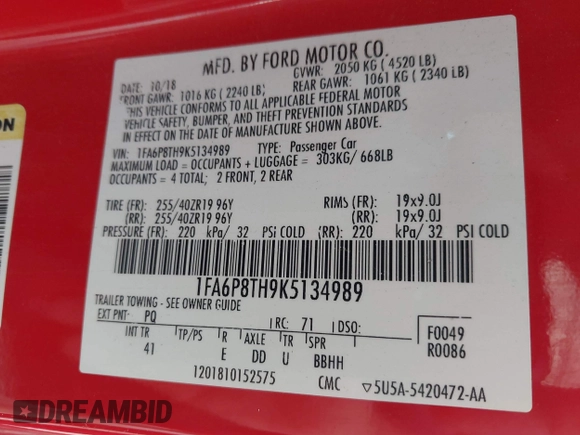 MFD. BY FORD MOTOR CO.
DATE: 10/18 GVWR: 2050 KG ( 4520 LB)
FRONT GAWR: 1016 KG ( 2240 LB) REAR GAWR: 1061 KG ( 2340 LB)
THIS VEHICLE CONFORMS TO ALL APPLICABLE FEDERAL MOTOR
VEHICLE SAFETY, BUMPER, AND THEFT PREVENTION STANDARDS
IN EFFECT ON THE DATE OF MANUFACTURE SHOWN ABOVE.
VIN: 1FA6P8TH9K5134989 TYPE: Passenger Car
MAXIMUM LOAD = OCCUPANTS + LUGGAGE = 303KG/ 668LB
OCCUPANTS = 4 TOTAL; 2 FRONT, 2 REAR
TIRE (FR): 255/40ZR19 96Y RIMS (FR): 19x9.0J
(RR): 255/40ZR19 96Y (RR): 19x9.0J
PRESSURE (FR): 220 kPa/ 32 PSi COLD (RR): 220 kPa/ 32 PSI COLD
1FA6P8TH9K5134989
TRAILER TOWING - SEE OWNER GUIDE
EXT PNT: PQ RC: 71 DSO:
INT TR TP/PS R AXLE TR SPR
41 E DD U BBHH
F0049
R0086
1201810152575 CMC 5U5A-5420472-AA
ON
DREAMBID